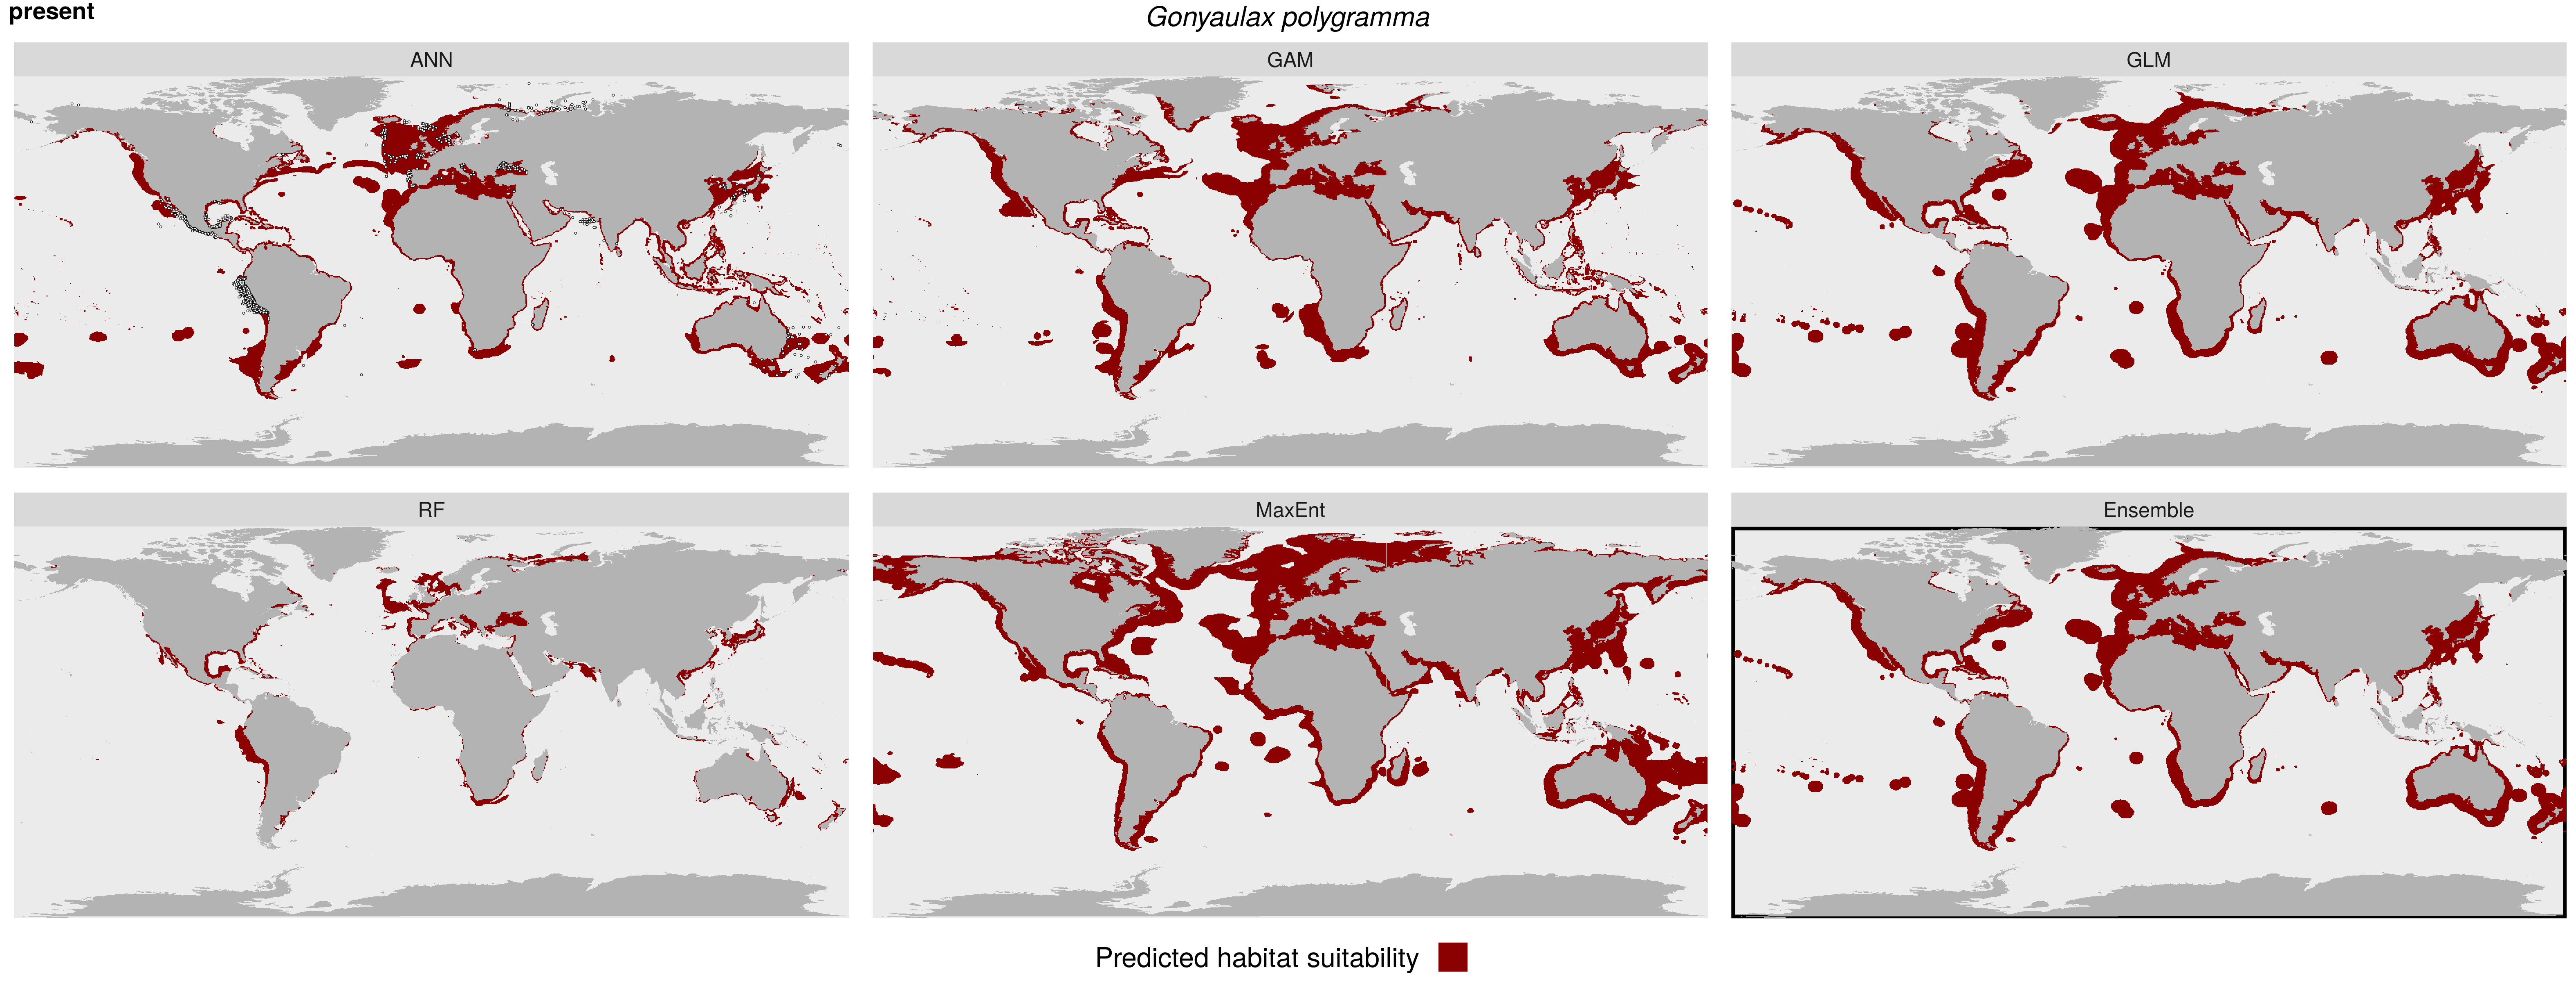 present
Gonyaulax polygramma
ANN
GAM
GLM
RF
MaxEnt
Ensemble
Predicted habitat suitability